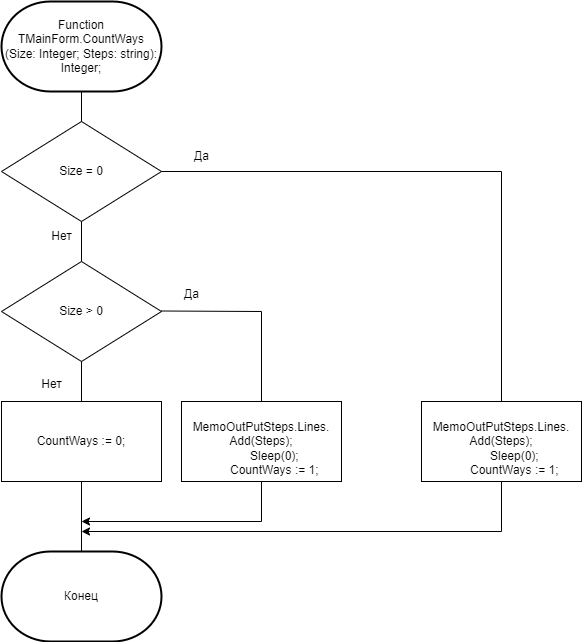 Function
TMainForm.CountWays
(Size: Integer; Steps: string):
Integer;
Size = 0
Да
Нет
Size > 0
Да
Нет
CountWays := 0;
MemoOutPutSteps.Lines.
Add(Steps);
Sleep(0);
CountWays := 1;
MemoOutPutSteps.Lines.
Add(Steps);
Sleep(0);
CountWays := 1;
Конец